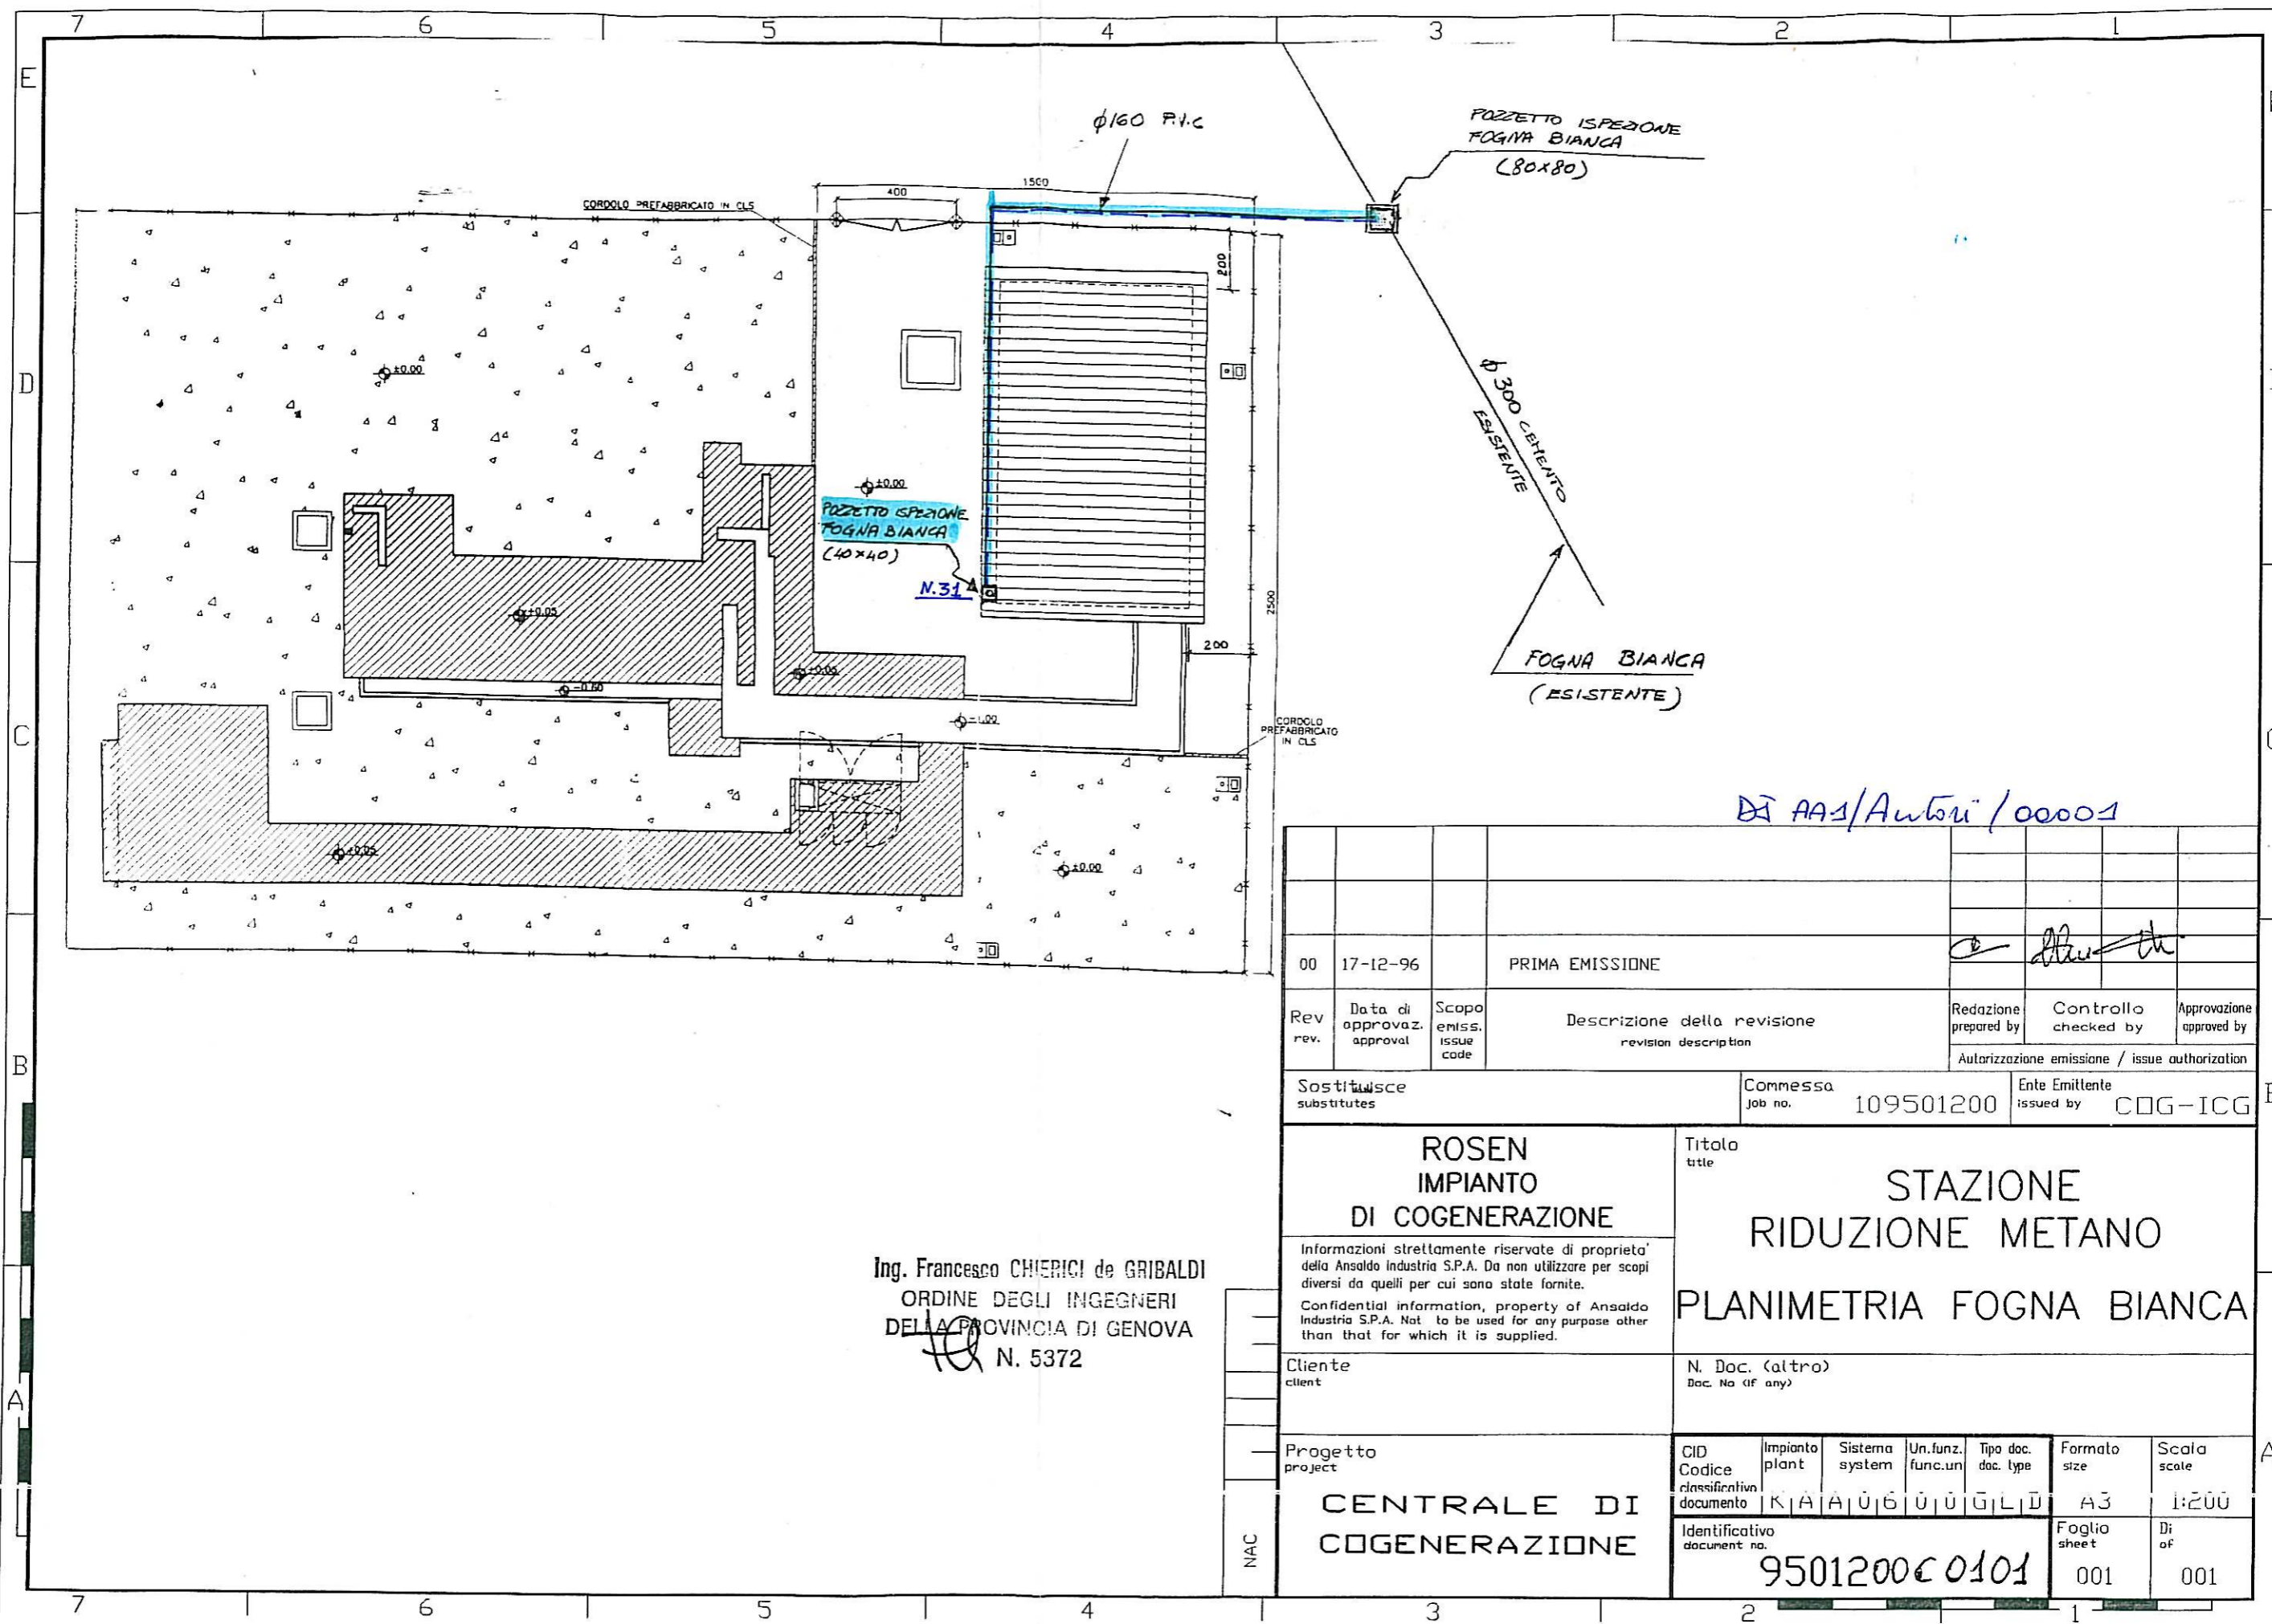 7 6 5 4 3 2 1
E
D
C
B
A
φ160 P.V.C
POZZETTO ISPEZIONE
FOGNA BIANCA
(80x80)
1500
400
CORDOLO PREFABBRICATO IN CLS
200
±0.00
φ 300 CEMENTO
ESISTENTE
±0.00
POZZETTO ISPEZIONE
FOGNA BIANCA
(40x40)
N.31
2500
+0.05
200
+0.05
-0.60
-1.00
FOGNA BIANCA
(ESISTENTE)
CORDOLO
PREFABBRICATO
IN CLS
+0.05
±0.00
00 17-12-96 PRIMA EMISSIONE
Rev
rev.
Data di
approvaz.
approval
Scopo
emiss.
issue
code
Descrizione della revisione
revision description
Redazione
prepared by
Controllo
checked by
Approvazione
approved by
Autorizzazione emissione / issue authorization
Sostituisce
substitutes
Commessa
job no.
109501200
Ente Emittente
issued by
COG-ICG
ROSEN
IMPIANTO
DI COGENERAZIONE
Informazioni strettamente riservate di proprieta'
della Ansaldo Industria S.P.A. Da non utilizzare per scopi
diversi da quelli per cui sono state fornite.
Confidential information, property of Ansaldo
Industria S.P.A. Not to be used for any purpose other
than that for which it is supplied.
Titolo
title
STAZIONE
RIDUZIONE METANO
PLANIMETRIA FOGNA BIANCA
Ing. Francesco CHIERICI de GRIBALDI
ORDINE DEGLI INGEGNERI
DELLA PROVINCIA DI GENOVA
N. 5372
Cliente
client
N. Doc. (altro)
Doc. No (if any)
Progetto
project
CENTRALE DI
COGENERAZIONE
CID
Codice
classificativo
documento
Impianto
plant
Sistema
system
Un.funz.
func.un
Tipo doc.
doc. type
KAA0600GLD
Formato
size
A3
Scala
scale
1:200
Identificativo
document no.
9501200C0101
Foglio
sheet
001
Di
of
001
NAC
7 6 5 4 3 2 1